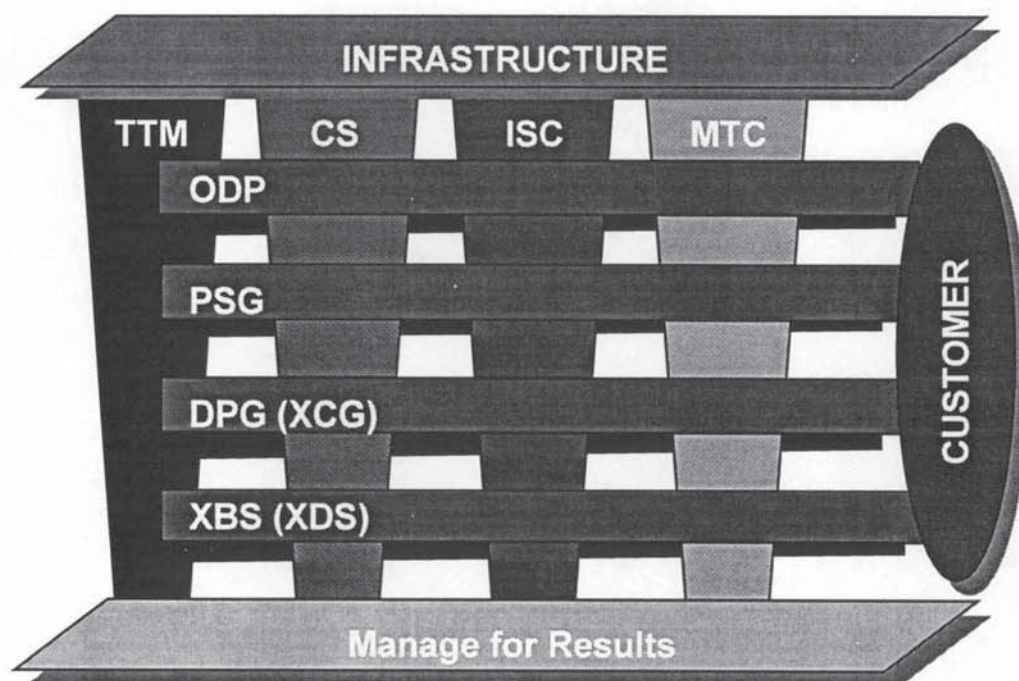 INFRASTRUCTURE
TTM CS ISC MTC
ODP
PSG
DPG (XCG)
XBS (XDS)
CUSTOMER
Manage for Results